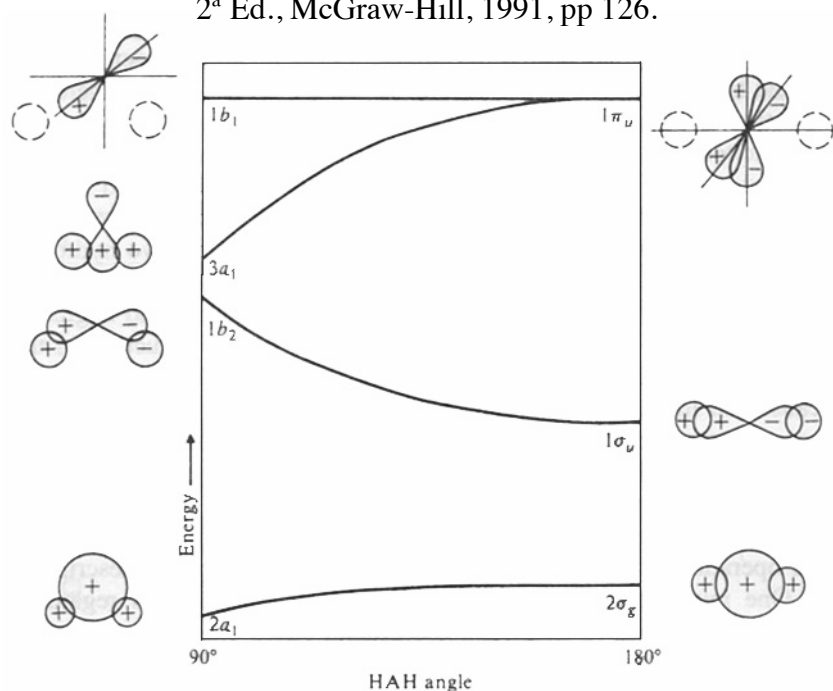 2ª Ed., McGraw-Hill, 1991, pp 126.
− +
1b₁ 1πᵤ
+ −
+ −
−
+ + +
3a₁
1b₂
+ −
+ −
1σᵤ
+ + − −
Energy →
+
+ +
2a₁ 2σg
+ + +
90° 180°
HAH angle